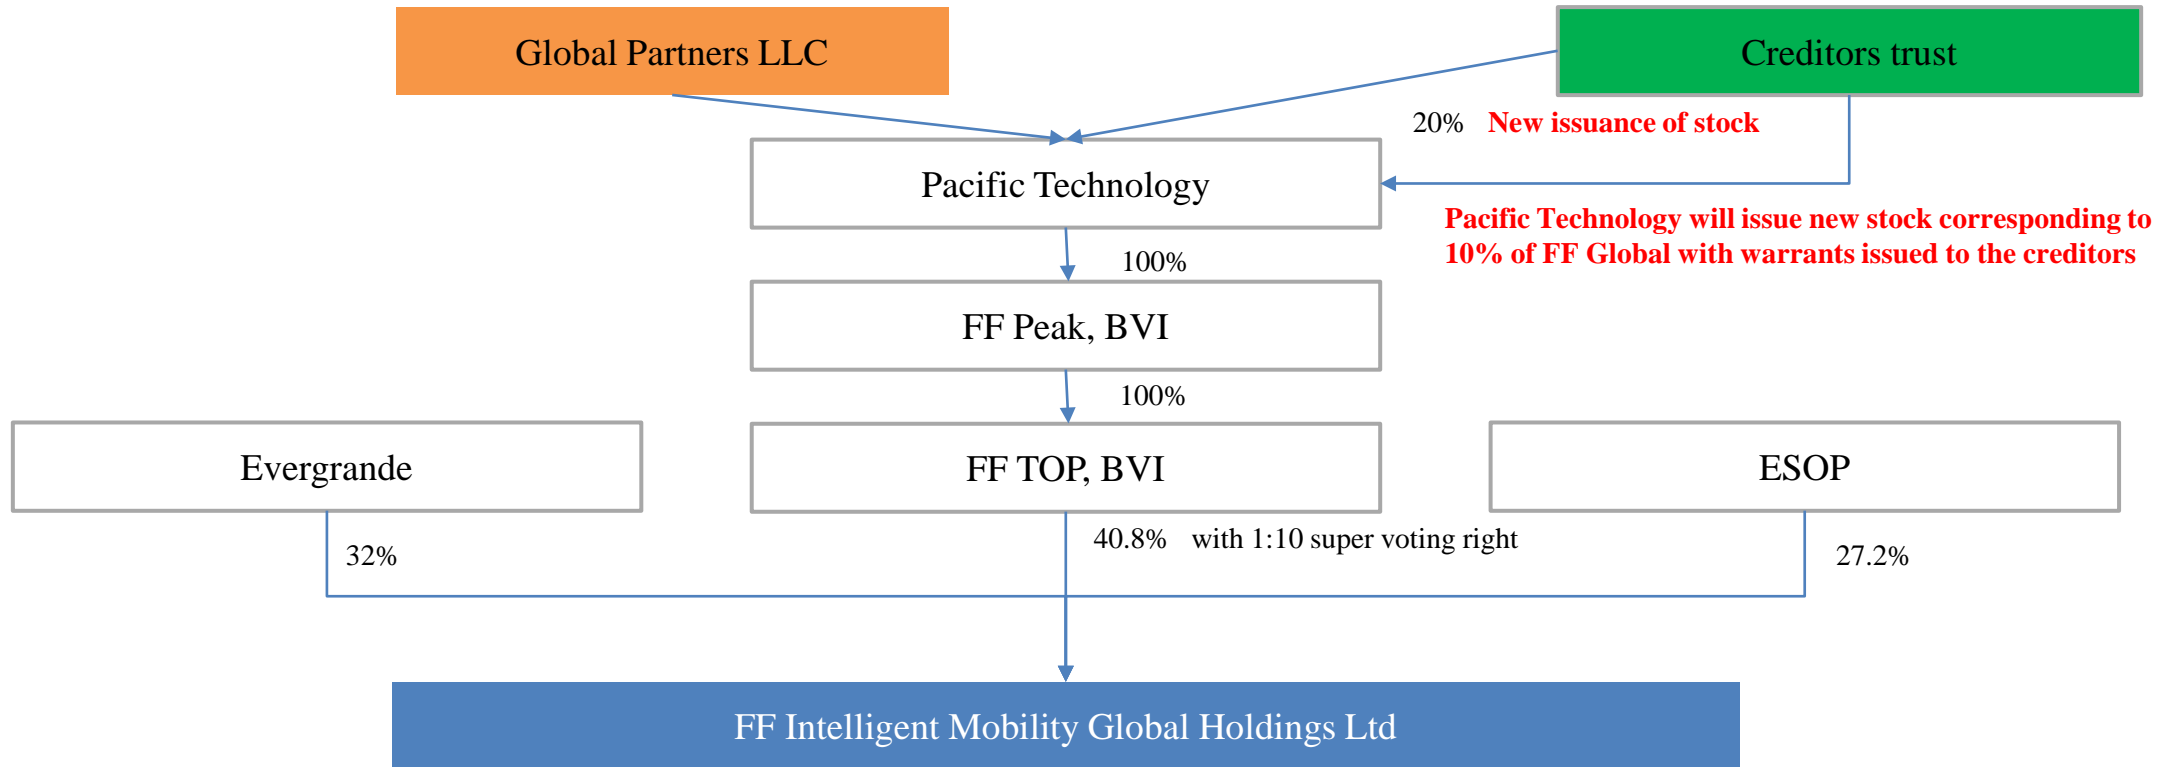 Global Partners LLC
Creditors trust
20% New issuance of stock
Pacific Technology
Pacific Technology will issue new stock corresponding to
10% of FF Global with warrants issued to the creditors
100%
FF Peak, BVI
100%
Evergrande
FF TOP, BVI
ESOP
32%
40.8% with 1:10 super voting right
27.2%
FF Intelligent Mobility Global Holdings Ltd